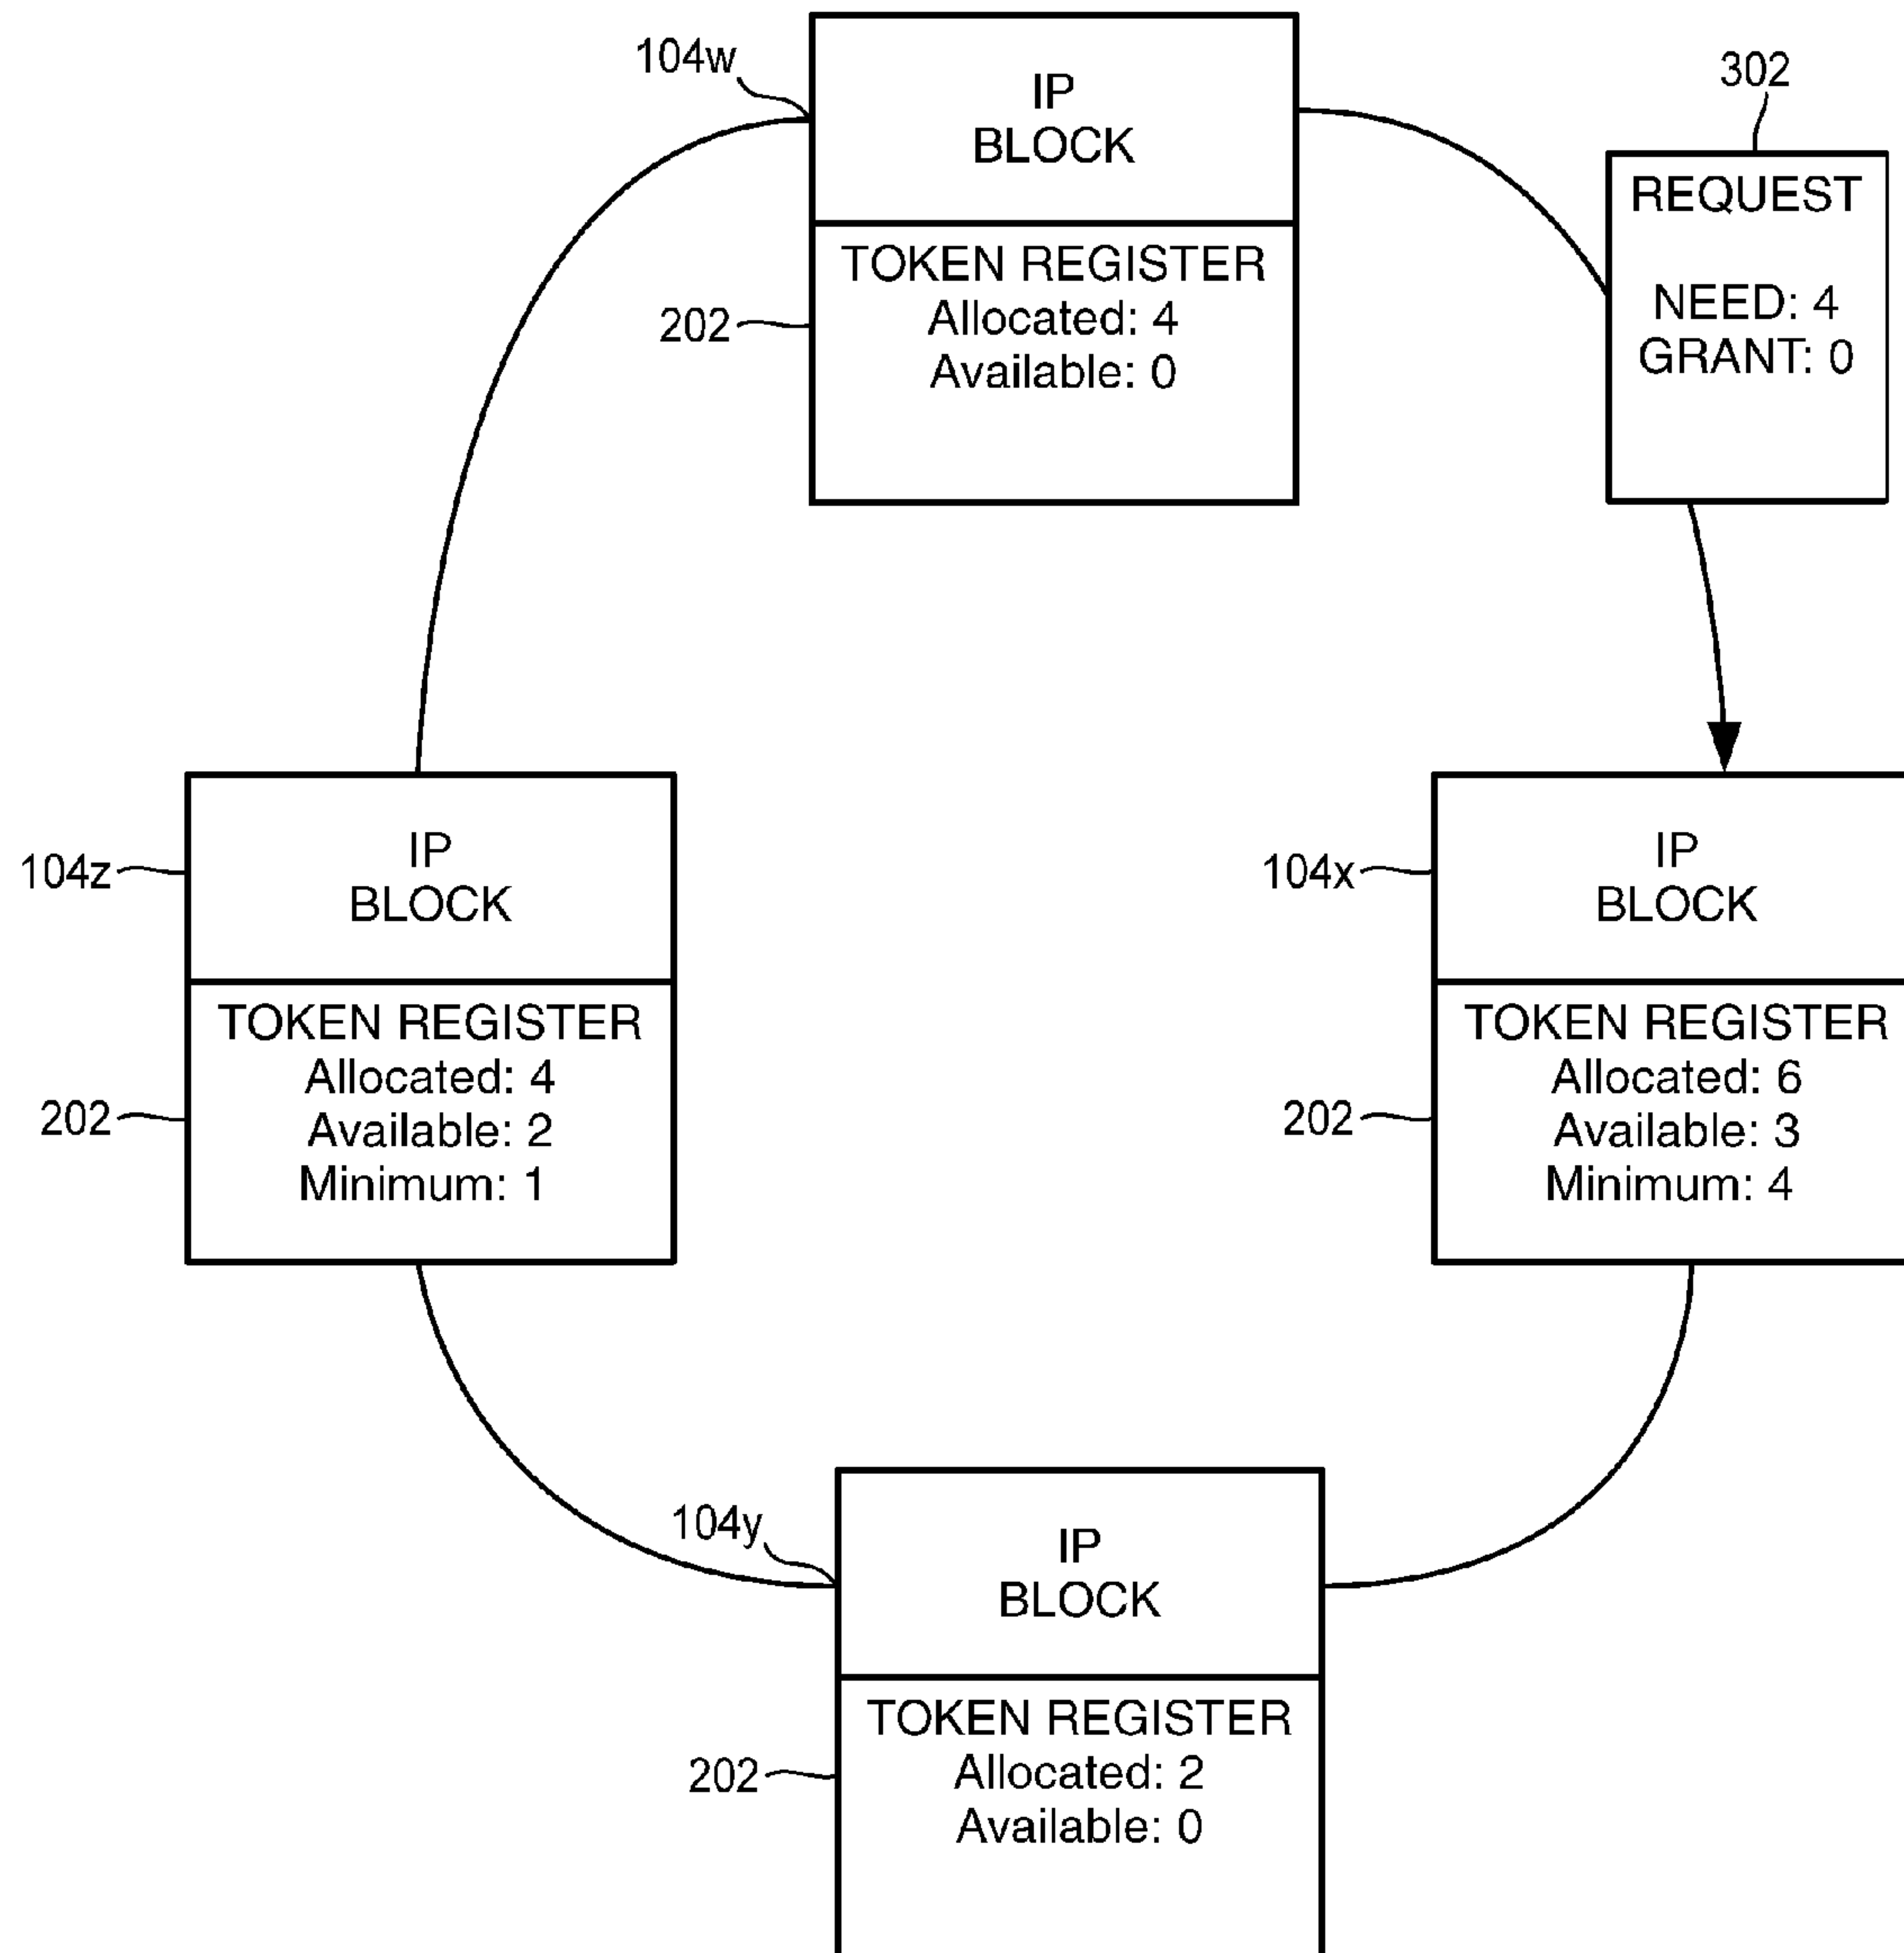 104w
IP
BLOCK
202
TOKEN REGISTER
Allocated: 4
Available: 0
302
REQUEST
NEED: 4
GRANT: 0
104z
IP
BLOCK
202
TOKEN REGISTER
Allocated: 4
Available: 2
Minimum: 1
104x
IP
BLOCK
202
TOKEN REGISTER
Allocated: 6
Available: 3
Minimum: 4
104y
IP
BLOCK
202
TOKEN REGISTER
Allocated: 2
Available: 0